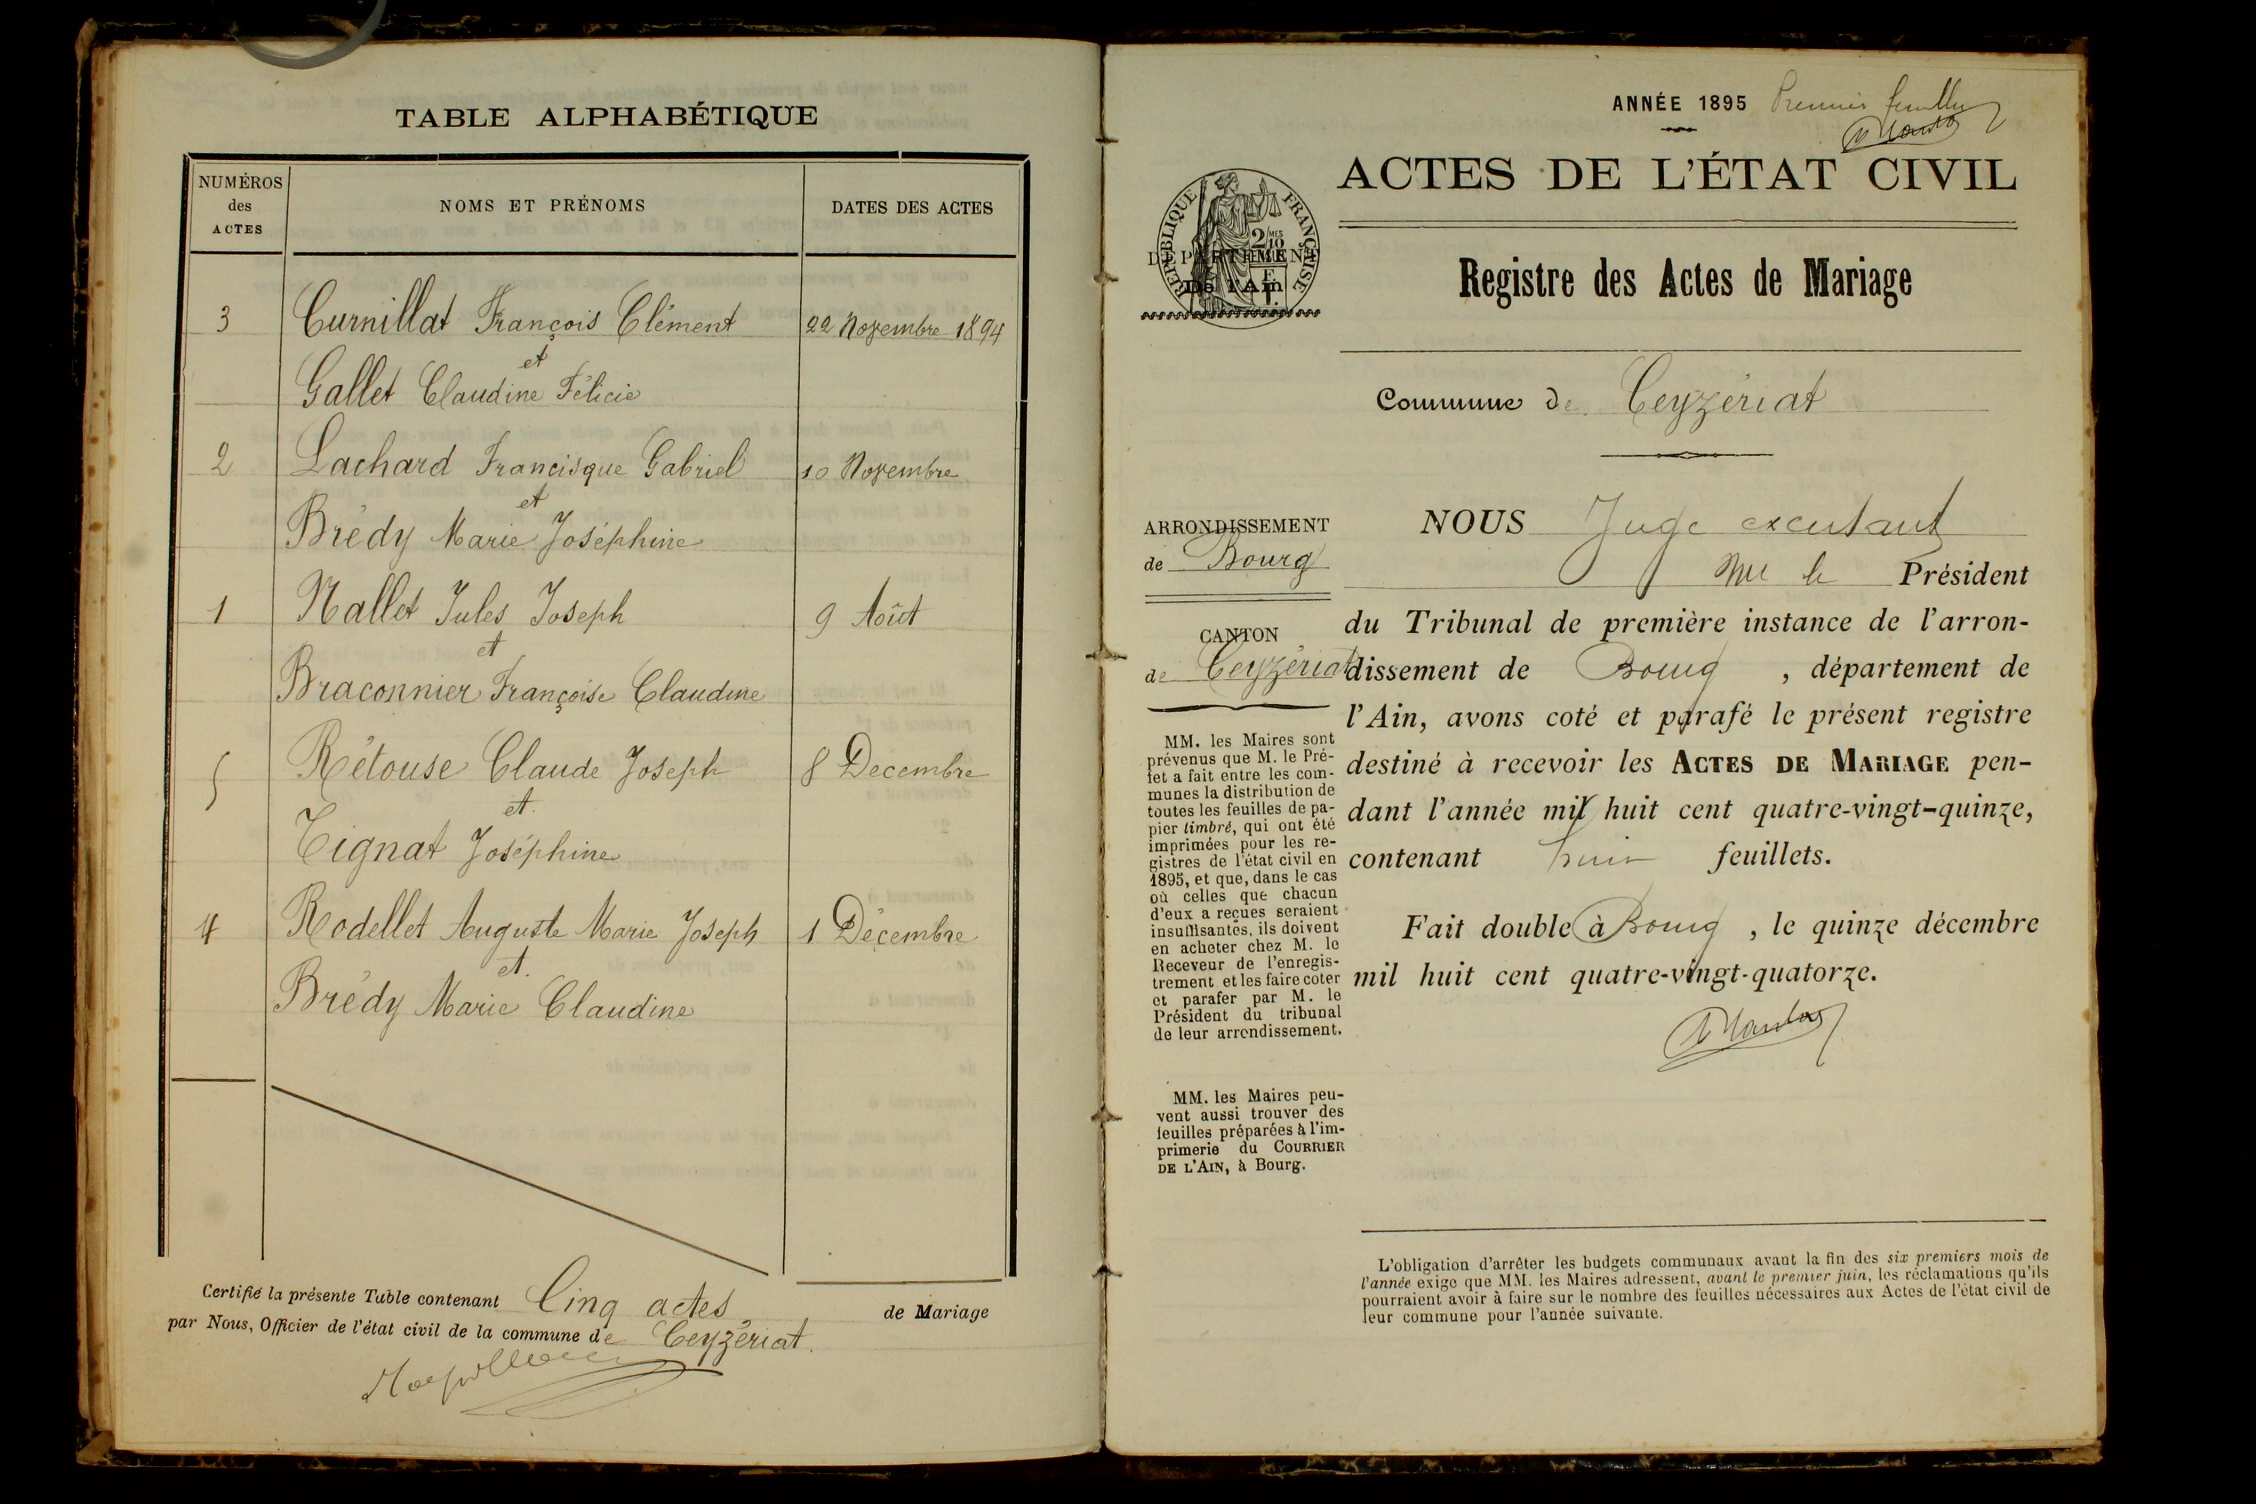 TABLE ALPHABÉTIQUE
NUMÉROS des ACTES
NOMS ET PRÉNOMS
DATES DES ACTES
3 Curnillat François Clément 22 Novembre 1894
et
Gallet Claudine Félicie
2 Lachard Francisque Gabriel 10 Novembre
et
Brédy Marie Joséphine
1 Nallet Jules Joseph 9 Août
et
Braconnier Françoise Claudine
5 Rétouse Claude Joseph 8 Décembre
et
Tignat Joséphine
4 Rodellet Auguste Marie Joseph 1 Décembre
et
Brédy Marie Claudine
Certifié la présente Table contenant Cinq actes de Mariage
par Nous, Officier de l'état civil de la commune de Ceyzériat.
ANNÉE 1895 Premier
ACTES DE L'ÉTAT CIVIL
RÉPUBLIQUE FRANÇAISE
2 MES
10
DÉPARTEMENT
De l'Ain
Registre des Actes de Mariage
Commune de Ceyzériat
ARRONDISSEMENT
de Bourg
CANTON
de Ceyzériat
MM. les Maires sont
prévenus que M. le Pré-
fet a fait entre les com-
munes la distribution de
toutes les feuilles de pa-
pier timbré, qui ont été
imprimées pour les re-
gistres de l'état civil en
1895, et que, dans le cas
où celles que chacun
d'eux a reçues seraient
insuffisantes, ils doivent
en acheter chez M. le
Receveur de l'enregis-
trement et les faire coter
et parafer par M. le
Président du tribunal
de leur arrondissement.
MM. les Maires peu-
vent aussi trouver des
feuilles préparées à l'im-
primerie du COURRIER
DE L'AIN, à Bourg.
NOUS Juge
le Président
du Tribunal de première instance de l'arron-
dissement de Bourg, département de
l'Ain, avons coté et parafé le présent registre
destiné à recevoir les ACTES DE MARIAGE pen-
dant l'année mil huit cent quatre-vingt-quinze,
contenant huit feuillets.
Fait double à Bourg, le quinze décembre
mil huit cent quatre-vingt-quatorze.
L'obligation d'arrêter les budgets communaux avant la fin des six premiers mois de
l'année exige que MM. les Maires adressent, avant le premier juin, les réclamations qu'ils
pourraient avoir à faire sur le nombre des feuilles nécessaires aux Actes de l'état civil de
leur commune pour l'année suivante.